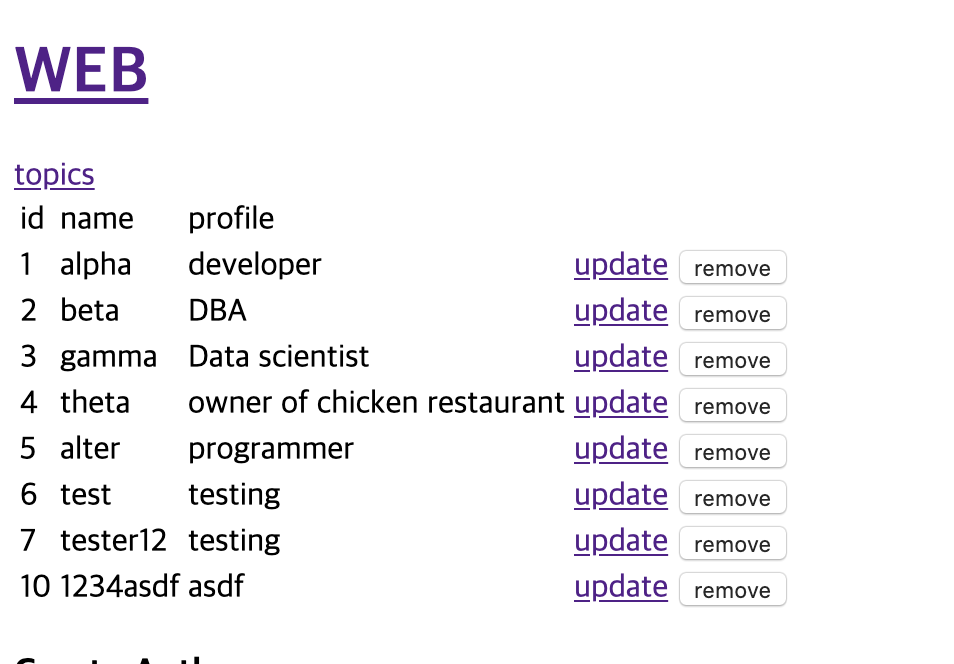 WEB
topics
id name profile
1 alpha developer update remove
2 beta DBA update remove
3 gamma Data scientist update remove
4 theta owner of chicken restaurant update remove
5 alter programmer update remove
6 test testing update remove
7 tester12 testing update remove
10 1234asdf asdf update remove